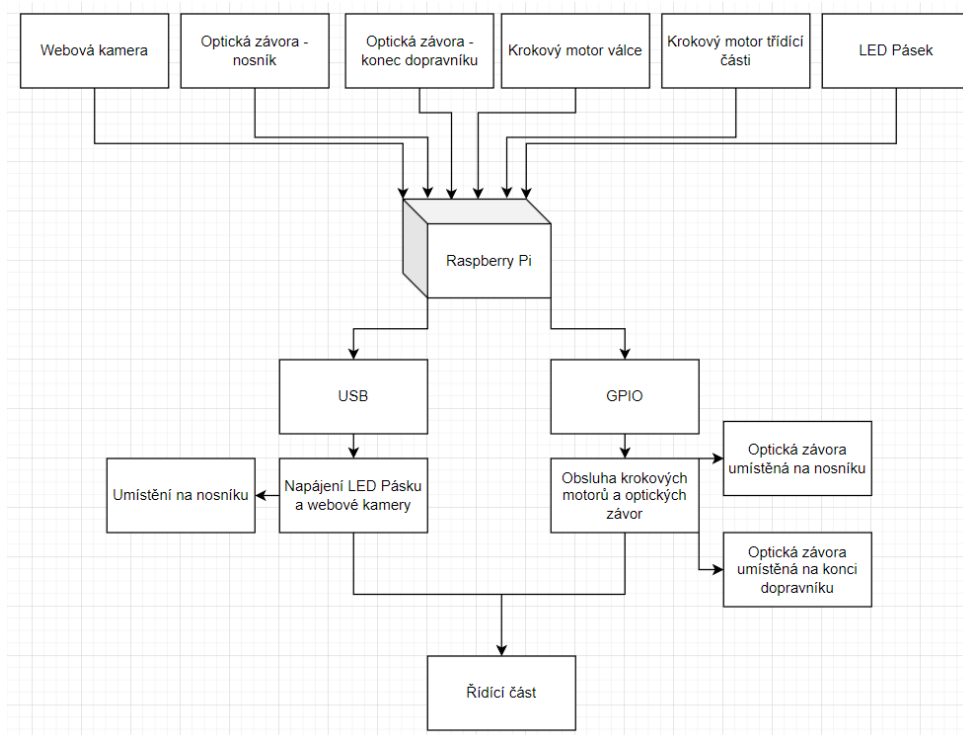 Webová kamera
Optická závora -
nosník
Optická závora -
konec dopravníku
Krokový motor válce
Krokový motor třídící
části
LED Pásek
Raspberry Pi
USB
GPIO
Umístění na nosníku
Napájení LED Pásku
a webové kamery
Obsluha krokových
motorů a optických
závor
Optická závora
umístěná na nosníku
Optická závora
umístěná na konci
dopravníku
Řídící část